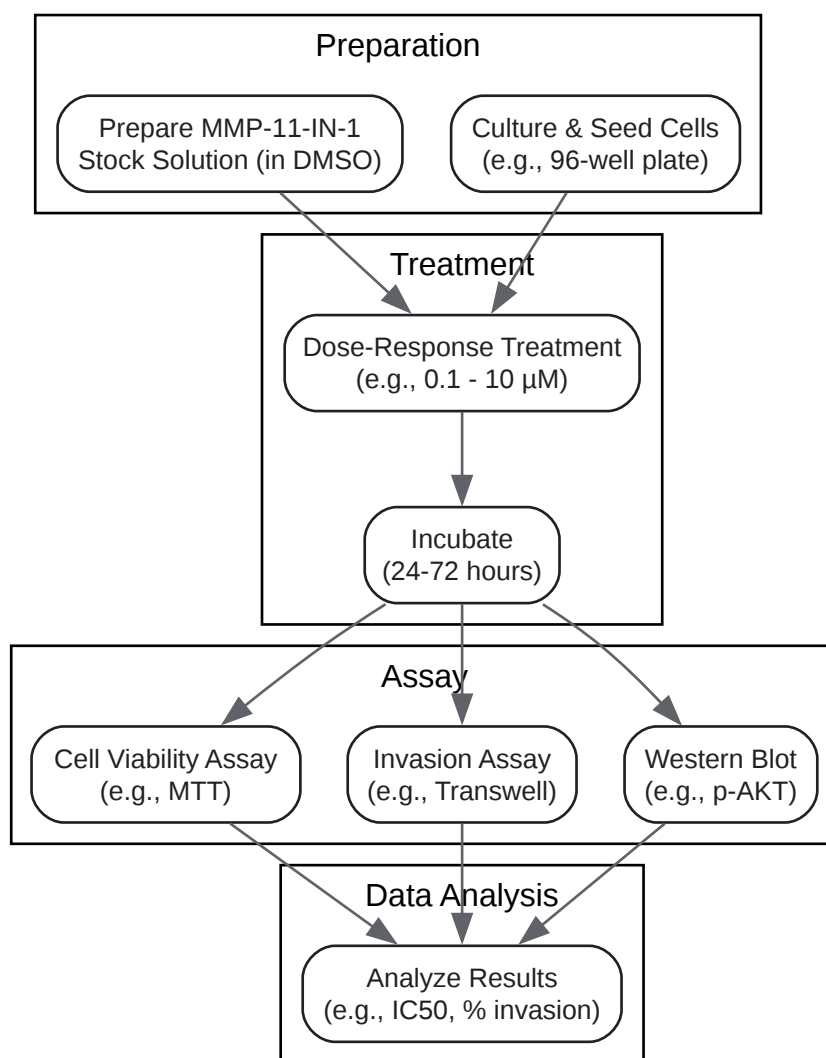 Preparation
Prepare MMP-11-IN-1
Stock Solution (in DMSO)
Culture & Seed Cells
(e.g., 96-well plate)
Treatment
Dose-Response Treatment
(e.g., 0.1 - 10 µM)
Incubate
(24-72 hours)
Assay
Cell Viability Assay
(e.g., MTT)
Invasion Assay
(e.g., Transwell)
Western Blot
(e.g., p-AKT)
Data Analysis
Analyze Results
(e.g., IC50, % invasion)